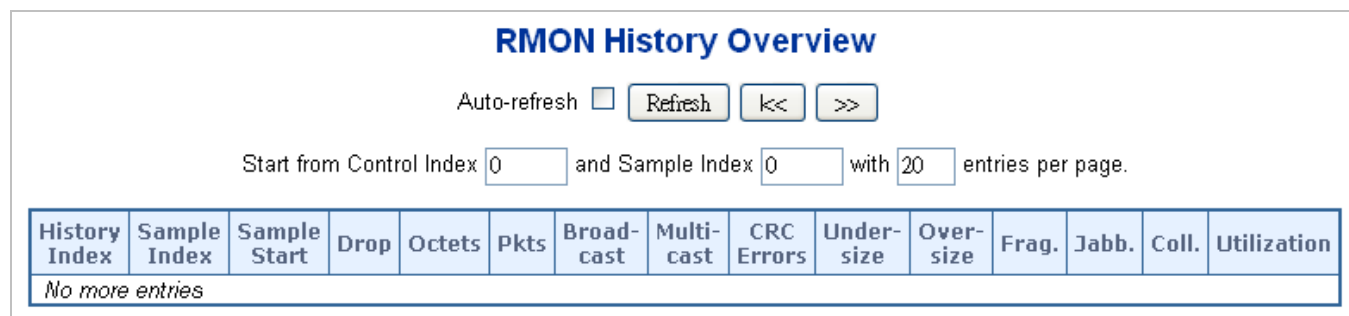 RMON History Overview
Auto-refresh Refresh |<< >>
Start from Control Index 0 and Sample Index 0 with 20 entries per page.
History Index Sample Index Sample Start Drop Octets Pkts Broad-cast Multi-cast CRC Errors Under-size Over-size Frag. Jabb. Coll. Utilization
No more entries